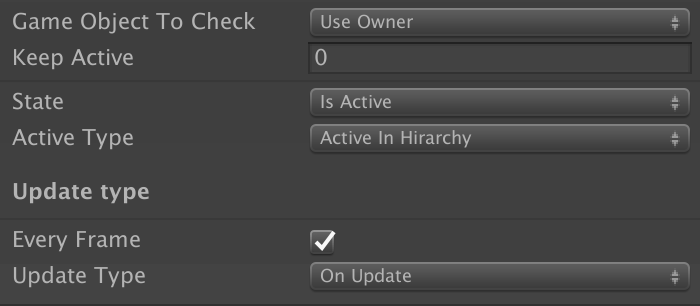 Game Object To Check Use Owner
Keep Active 0
State Is Active
Active Type Active In Hirarchy
Update type
Every Frame
Update Type On Update